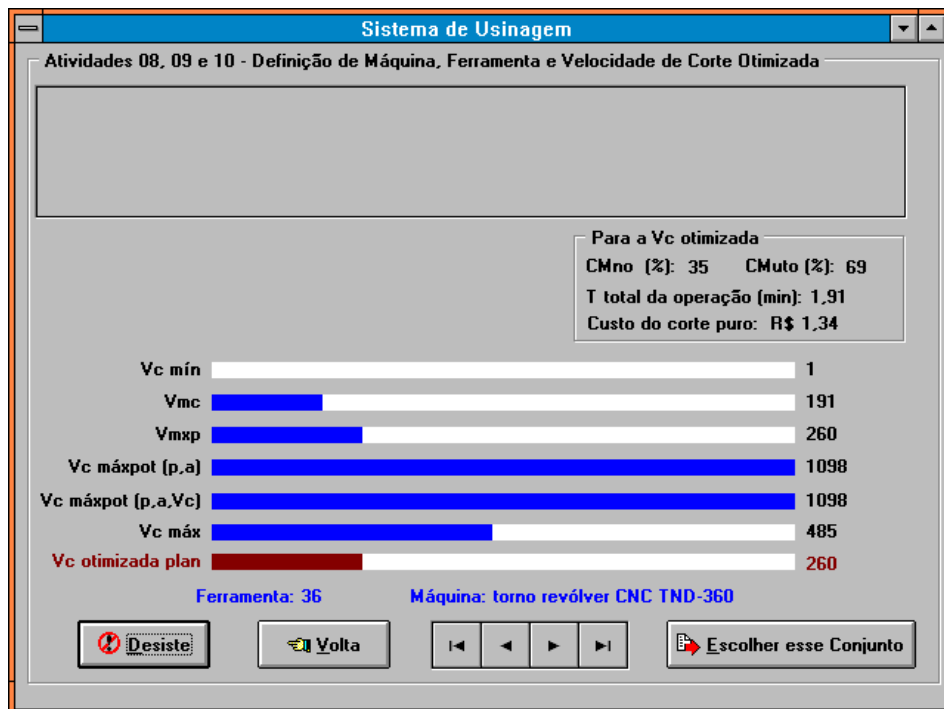 Sistema de Usinagem
Atividades 08, 09 e 10 - Definição de Máquina, Ferramenta e Velocidade de Corte Otimizada
Para a Vc otimizada
CMno (%): 35 CMuto (%): 69
T total da operação (min): 1,91
Custo do corte puro: R$ 1,34
Vc mín 1
Vmc 191
Vmxp 260
Vc máxpot (p,a) 1098
Vc máxpot (p,a,Vc) 1098
Vc máx 485
Vc otimizada plan 260
Ferramenta: 36 Máquina: torno revólver CNC TND-360
Desiste Volta Escolher esse Conjunto